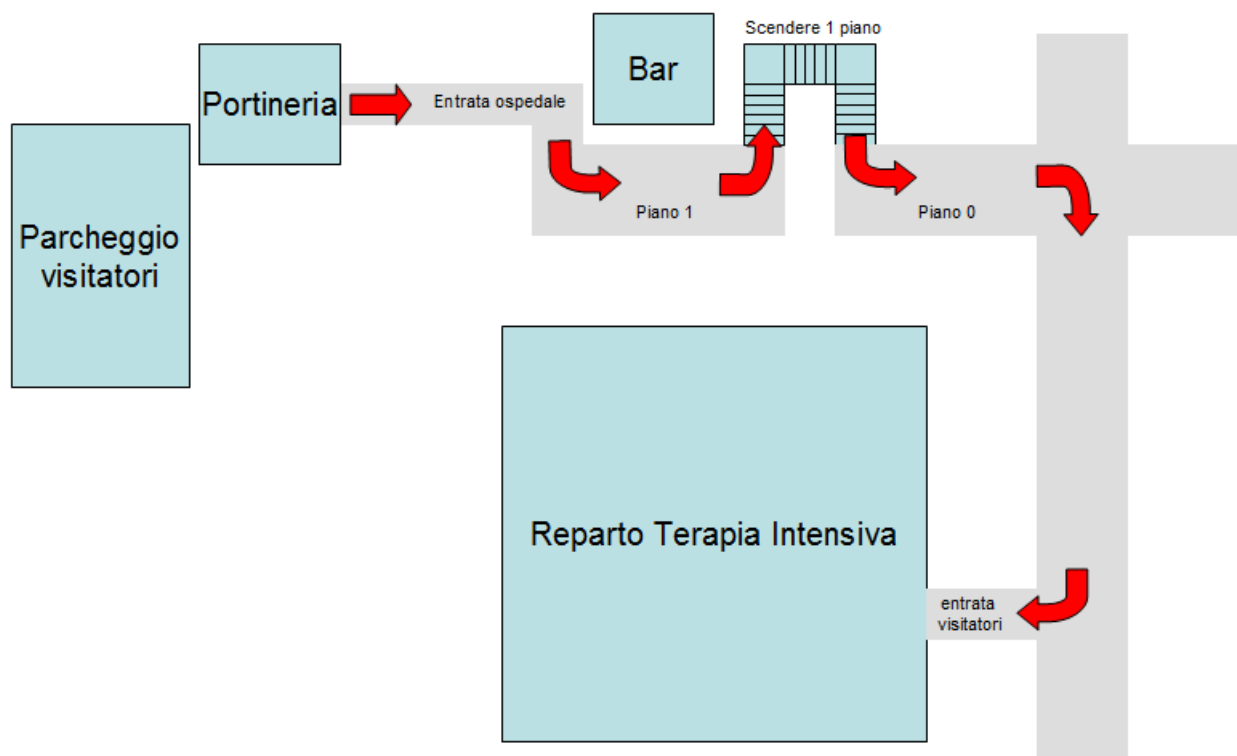 Scendere 1 piano
Bar
Portineria
Entrata ospedale
Parcheggio
visitatori
Piano 1
Piano 0
Reparto Terapia Intensiva
entrata
visitatori